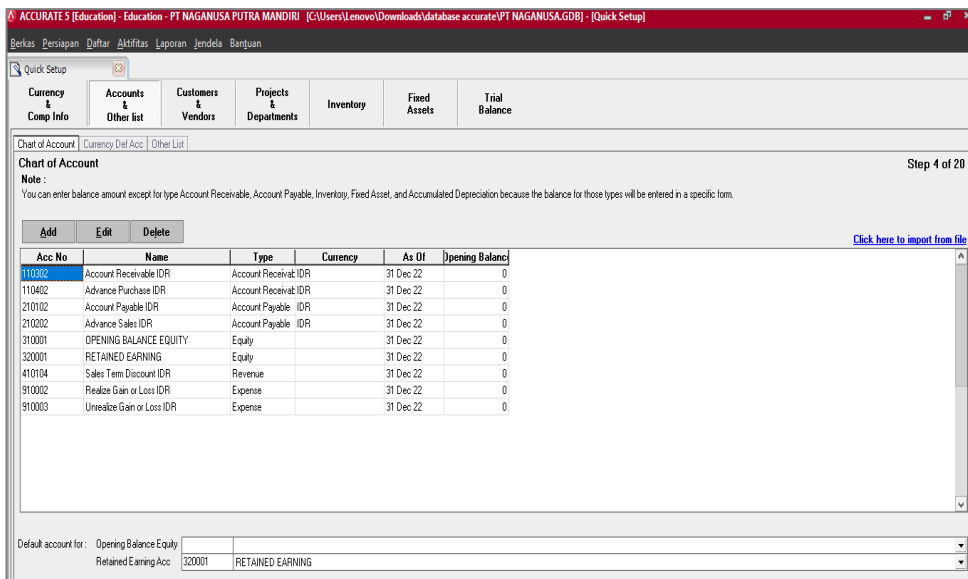 ACCURATE 5 [Education] - Education - PT NAGANUSA PUTRA MANDIRI [C:\Users\Lenovo\Downloads\database accurate\PT NAGANUSA.GDB] - [Quick Setup]
Berkas Persiapan Daftar Aktifitas Laporan Jendela Bantuan
Quick Setup
Currency & Comp Info
Accounts & Other list
Customers & Vendors
Projects & Departments
Inventory
Fixed Assets
Trial Balance
Chart of Account Currency Def Acc Other List
Chart of Account Step 4 of 20
Note :
You can enter balance amount except for type Account Receivable, Account Payable, Inventory, Fixed Asset, and Accumulated Depreciation because the balance for those types will be entered in a specific form.
Add Edit Delete
Click here to import from file
Acc No Name Type Currency As Of Opening Balanc
110302 Account Receivable IDR Account Receivab IDR 31 Dec 22 0
110402 Advance Purchase IDR Account Receivab IDR 31 Dec 22 0
210102 Account Payable IDR Account Payable IDR 31 Dec 22 0
210202 Advance Sales IDR Account Payable IDR 31 Dec 22 0
310001 OPENING BALANCE EQUITY Equity 31 Dec 22 0
320001 RETAINED EARNING Equity 31 Dec 22 0
410104 Sales Term Discount IDR Revenue 31 Dec 22 0
910002 Realize Gain or Loss IDR Expense 31 Dec 22 0
910003 Unrealize Gain or Loss IDR Expense 31 Dec 22 0
Default account for : Opening Balance Equity
Retained Earning Acc 320001 RETAINED EARNING